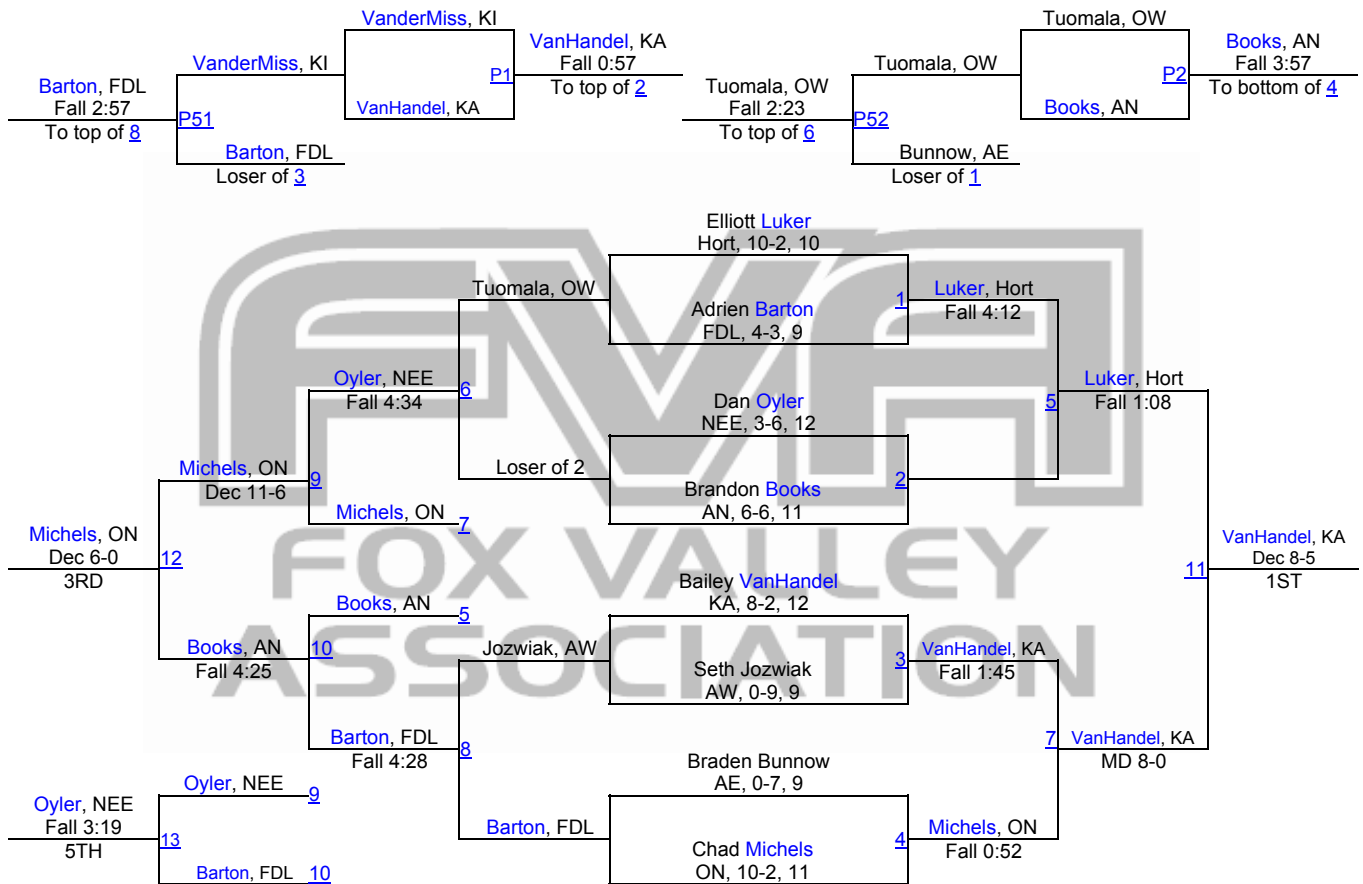 VanderMiss, KI
VanHandel, KA
Fall 0:57
To top of 2
VanderMiss, KI
P1
VanHandel, KA
Barton, FDL
Fall 2:57
To top of 8
P51
Barton, FDL
Loser of 3
Tuomala, OW
Books, AN
Fall 3:57
To bottom of 4
Tuomala, OW
P2
Books, AN
Tuomala, OW
Fall 2:23
To top of 6
P52
Bunnow, AE
Loser of 1
Elliott Luker
Hort, 10-2, 10
Tuomala, OW
Adrien Barton
FDL, 4-3, 9
1
Luker, Hort
Fall 4:12
Oyler, NEE
Fall 4:34
6
Dan Oyler
NEE, 3-6, 12
5
Luker, Hort
Fall 1:08
Michels, ON
Dec 11-6
9
Loser of 2
Brandon Books
AN, 6-6, 11
2
Michels, ON
7
Michels, ON
Dec 6-0
3RD
12
FVA
FOX VALLEY
ASSOCIATION
11
VanHandel, KA
Dec 8-5
1ST
Bailey VanHandel
KA, 8-2, 12
Books, AN
5
Books, AN
Fall 4:25
10
Jozwiak, AW
Seth Jozwiak
AW, 0-9, 9
3
VanHandel, KA
Fall 1:45
Barton, FDL
Fall 4:28
8
7
VanHandel, KA
MD 8-0
Braden Bunnow
AE, 0-7, 9
Oyler, NEE
9
Oyler, NEE
Fall 3:19
5TH
13
Barton, FDL
Chad Michels
ON, 10-2, 11
4
Michels, ON
Fall 0:52
Barton, FDL
10